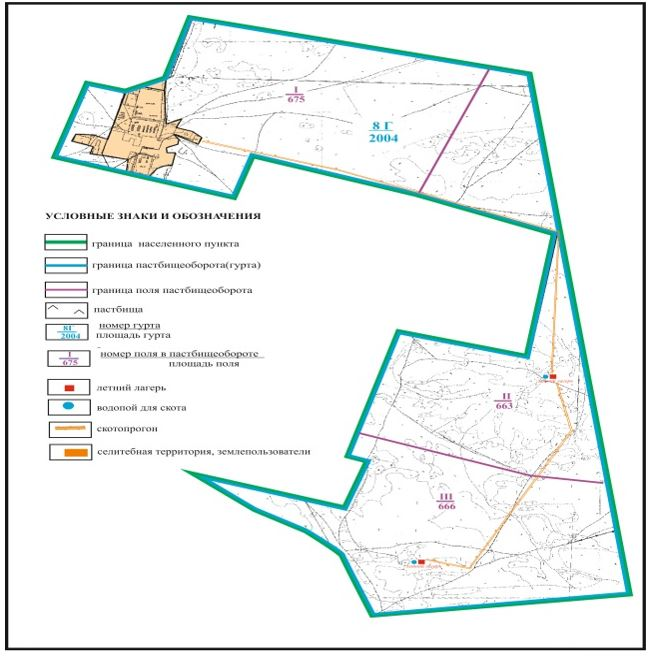 I
675
8 Г
2004
УСЛОВНЫЕ ЗНАКИ И ОБОЗНАЧЕНИЯ
граница населенного пункта
граница пастбищеоборота(гурта)
граница поля пастбищеоборота
пастбища
8Г
2004
номер гурта
площадь гурта
I
675
номер поля в пастбищеобороте
площадь поля
летний лагерь
водопой для скота
скотопрогон
селитебная территория, землепользователи
II
663
III
666